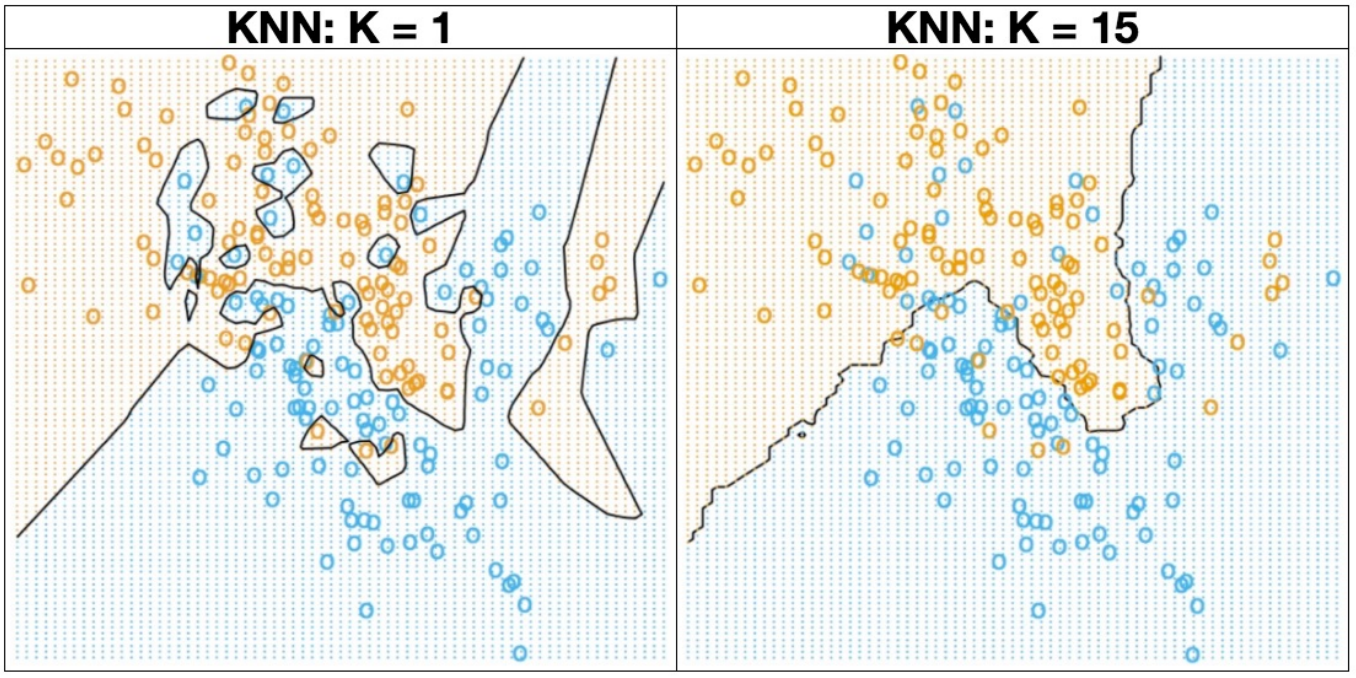 KNN: K = 1
KNN: K = 15